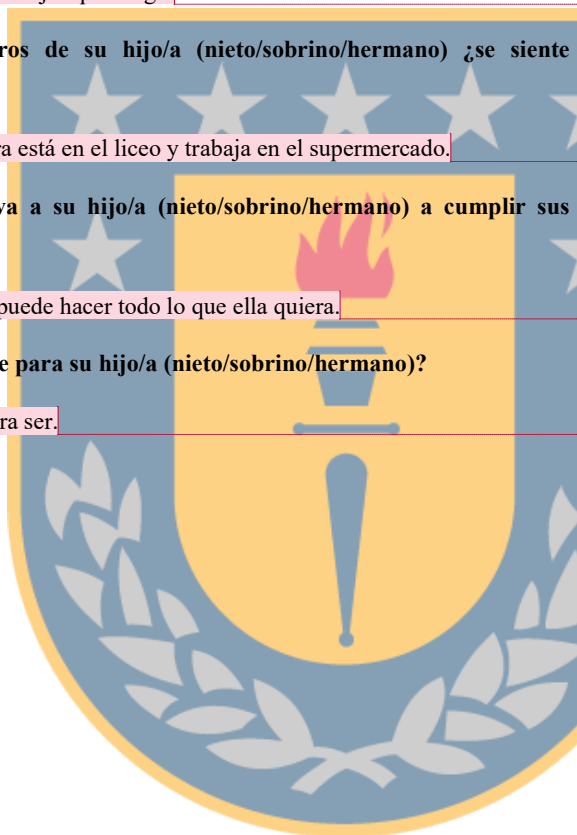 ros de su hijo/a (nieto/sobrino/hermano) ¿se siente
ra está en el liceo y trabaja en el supermercado.
va a su hijo/a (nieto/sobrino/hermano) a cumplir sus
puede hacer todo lo que ella quiera.
e para su hijo/a (nieto/sobrino/hermano)?
ra ser.